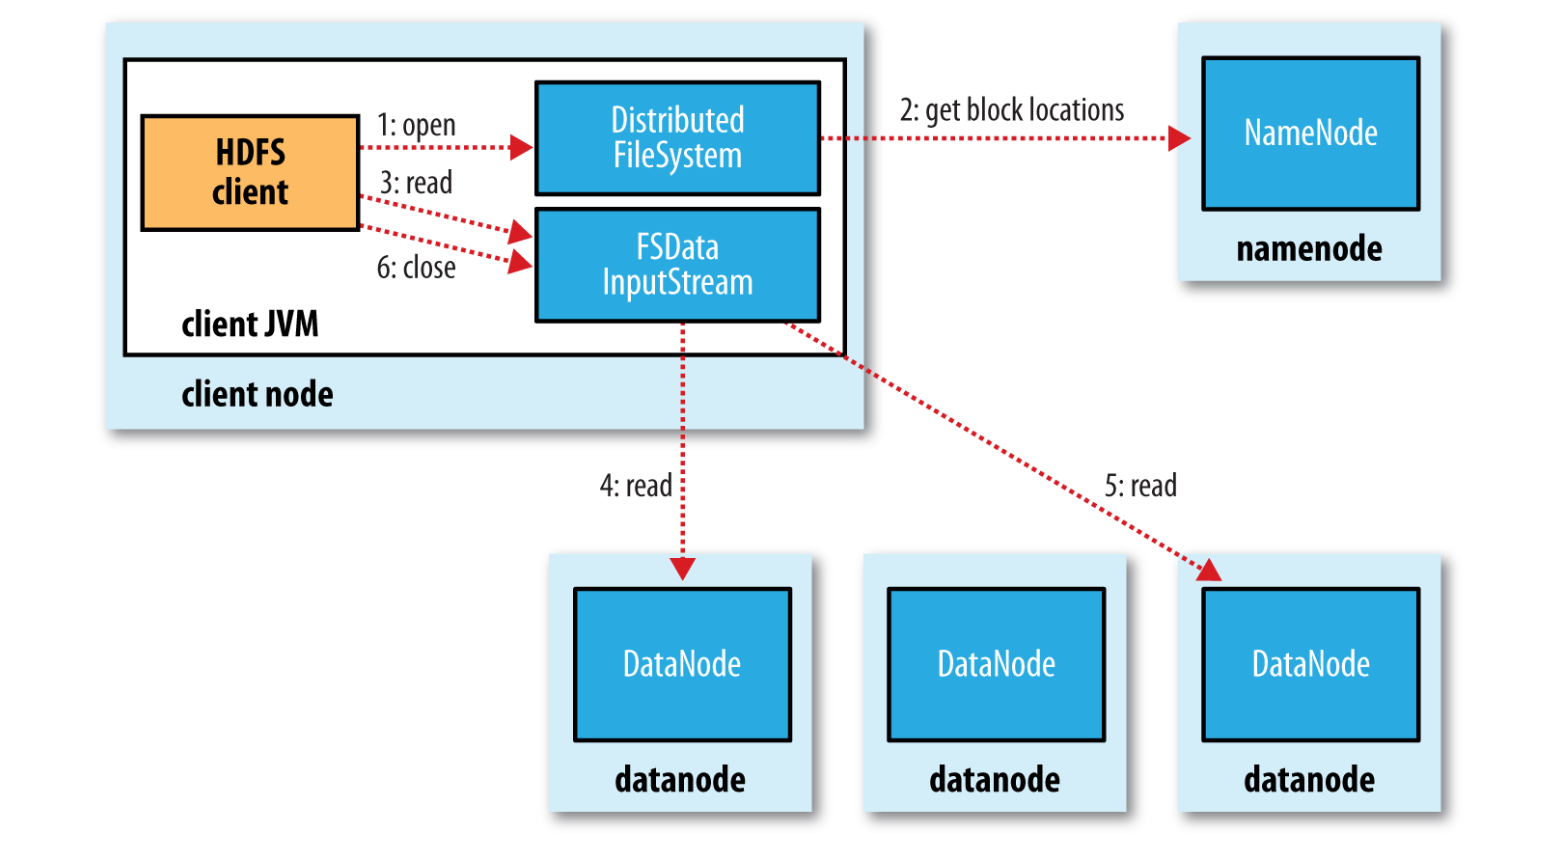 HDFS
client
1: open
3: read
6: close
Distributed
FileSystem
FSData
InputStream
client JVM
client node
2: get block locations
NameNode
namenode
4: read
5: read
DataNode
datanode
DataNode
datanode
DataNode
datanode